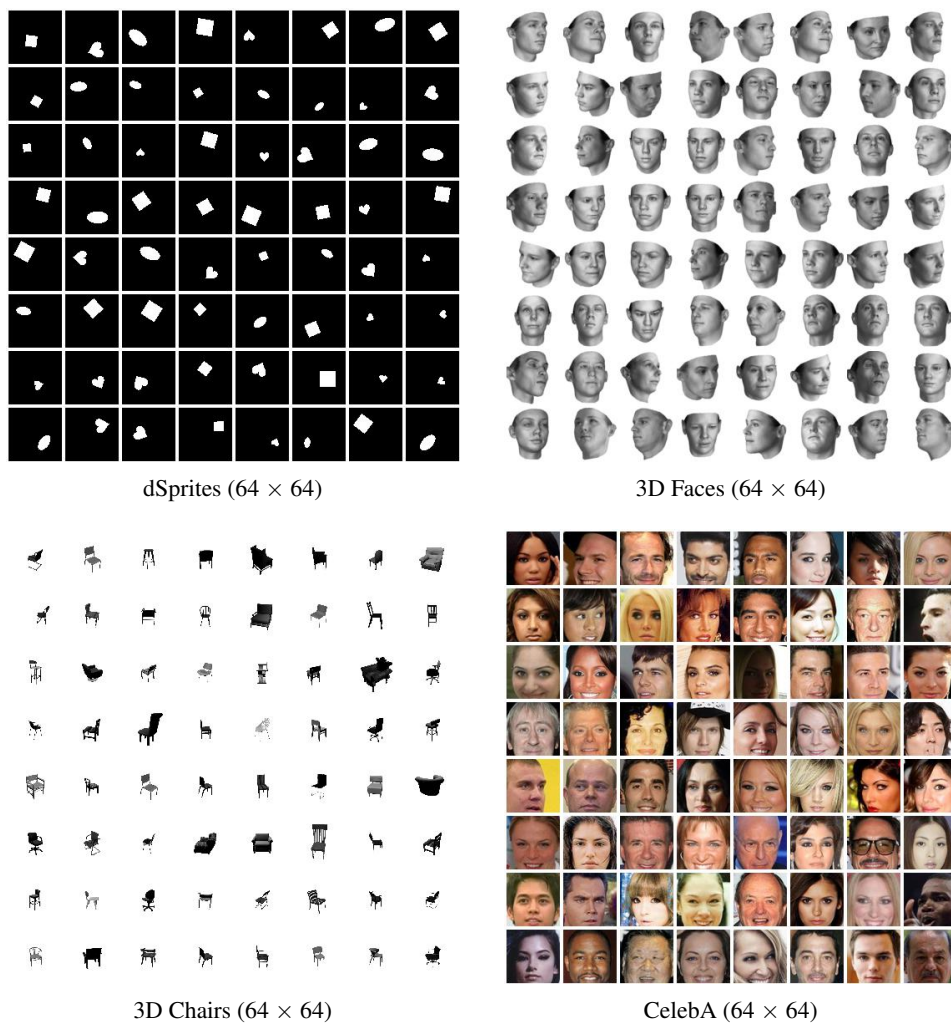 dSprites (64 × 64)
3D Faces (64 × 64)
3D Chairs (64 × 64)
CelebA (64 × 64)